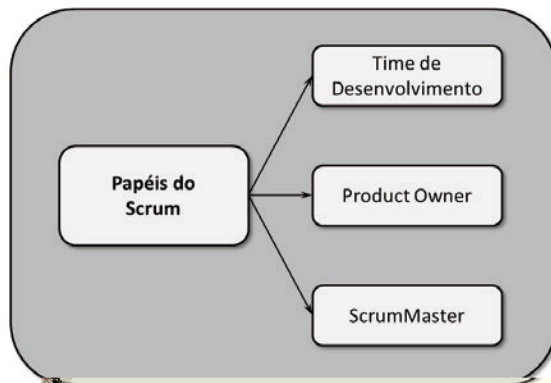 Papéis do
Scrum
Time de
Desenvolvimento
Product Owner
ScrumMaster